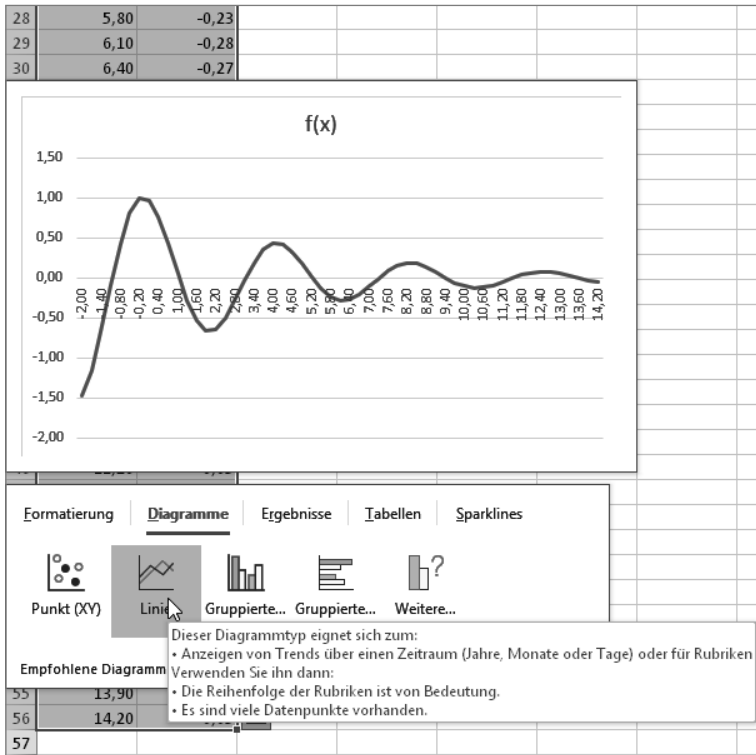 28 5,80 -0,23
29 6,10 -0,28
30 6,40 -0,27
f(x)
1,50
1,00
0,50
0,00
-0,50
-1,00
-1,50
-2,00
-2,00 -1,40 -0,80 -0,20 0,40 1,00 1,60 2,20 2,80 3,40 4,00 4,60 5,20 5,80 6,40 7,00 7,60 8,20 8,80 9,40 10,00 10,60 11,20 11,80 12,40 13,00 13,60 14,20
Formatierung Diagramme Ergebnisse Tabellen Sparklines
Punkt (XY) Linie Gruppierte... Gruppierte... Weitere...
Dieser Diagrammtyp eignet sich zum:
• Anzeigen von Trends über einen Zeitraum (Jahre, Monate oder Tage) oder für Rubriken
Verwenden Sie ihn dann:
• Die Reihenfolge der Rubriken ist von Bedeutung.
• Es sind viele Datenpunkte vorhanden.
Empfohlene Diagramm
55 13,90
56 14,20
57